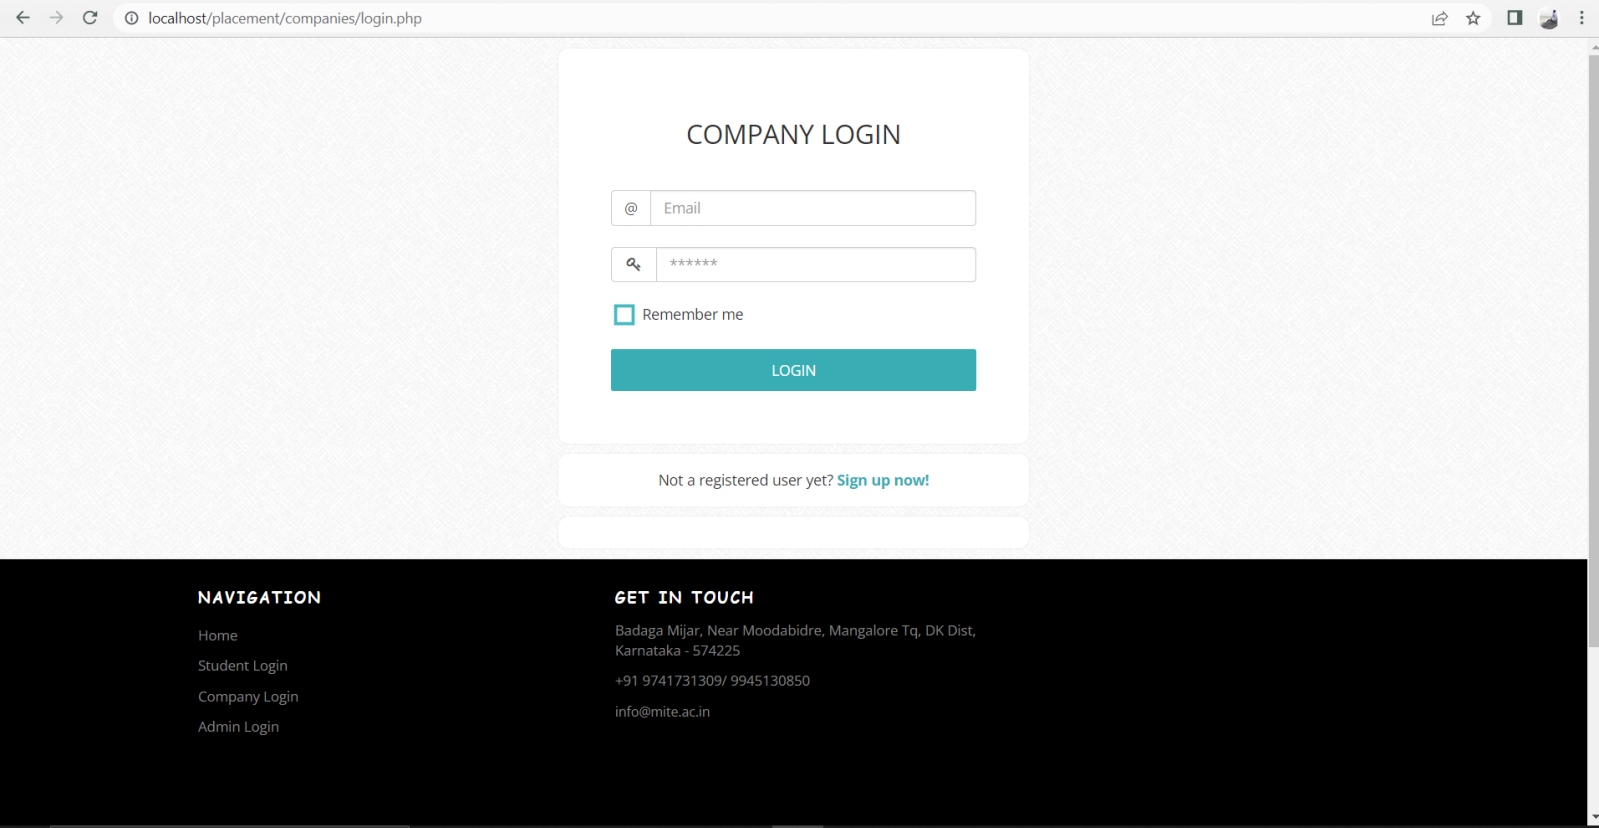 localhost/placement/companies/login.php
COMPANY LOGIN
@ Email
******
Remember me
LOGIN
Not a registered user yet? Sign up now!
NAVIGATION
Home
Student Login
Company Login
Admin Login
GET IN TOUCH
Badaga Mijar, Near Moodabidre, Mangalore Tq, DK Dist,
Karnataka - 574225
+91 9741731309/ 9945130850
info@mite.ac.in